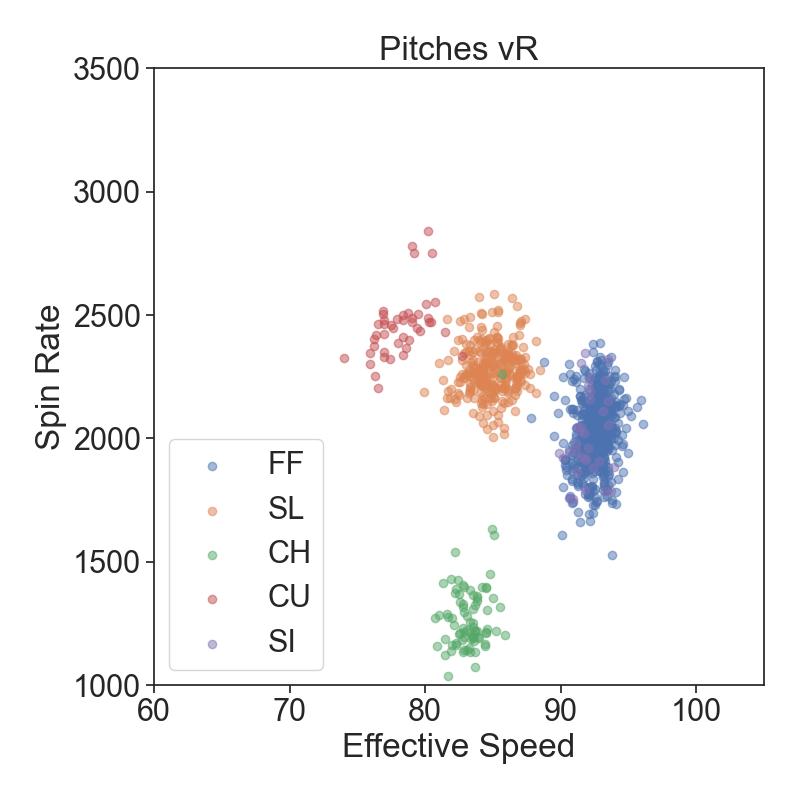 Pitches vR
3500
3000
2500
2000
1500
1000
Spin Rate
FF
SL
CH
CU
SI
60 70 80 90 100
Effective Speed